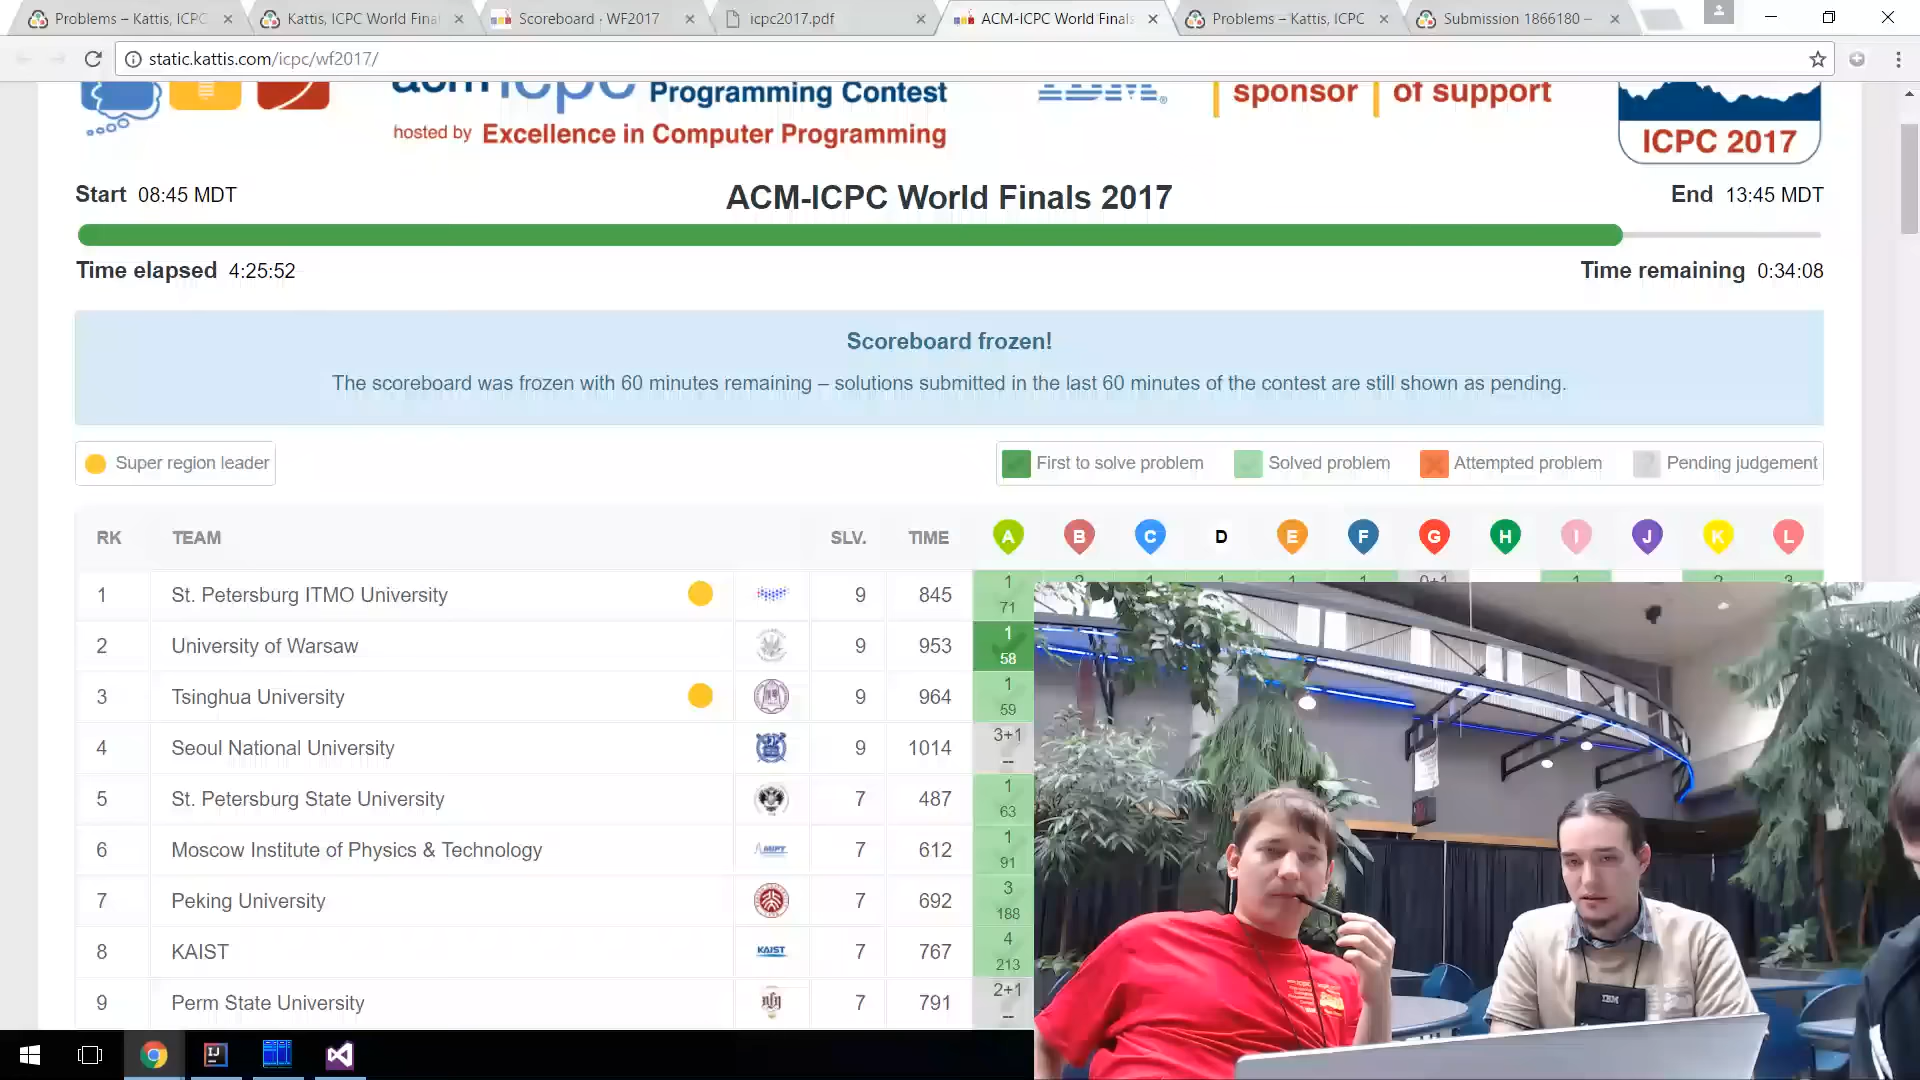 Problems – Kattis, ICPC
Kattis, ICPC World Final
Scoreboard · WF2017
icpc2017.pdf
ACM-ICPC World Finals
Problems – Kattis, ICPC
Submission 1866180 –
static.kattis.com/icpc/wf2017/
acm icpc Programming Contest
hosted by Excellence in Computer Programming
IBM®
sponsor
of support
ICPC 2017
Start 08:45 MDT
ACM-ICPC World Finals 2017
End 13:45 MDT
Time elapsed 4:25:52
Time remaining 0:34:08
Scoreboard frozen!
The scoreboard was frozen with 60 minutes remaining – solutions submitted in the last 60 minutes of the contest are still shown as pending.
Super region leader
First to solve problem
Solved problem
Attempted problem
Pending judgement
RK TEAM SLV. TIME A B C D E F G H I J K L
1 St. Petersburg ITMO University 9 845 1 71
2 University of Warsaw 9 953 1 58
3 Tsinghua University 9 964 1 59
4 Seoul National University 9 1014 3+1 --
5 St. Petersburg State University 7 487 1 63
6 Moscow Institute of Physics & Technology MIPT 7 612 1 91
7 Peking University 7 692 3 188
8 KAIST KAIST 7 767 4 213
9 Perm State University 7 791 2+1 --
IBM
IJ